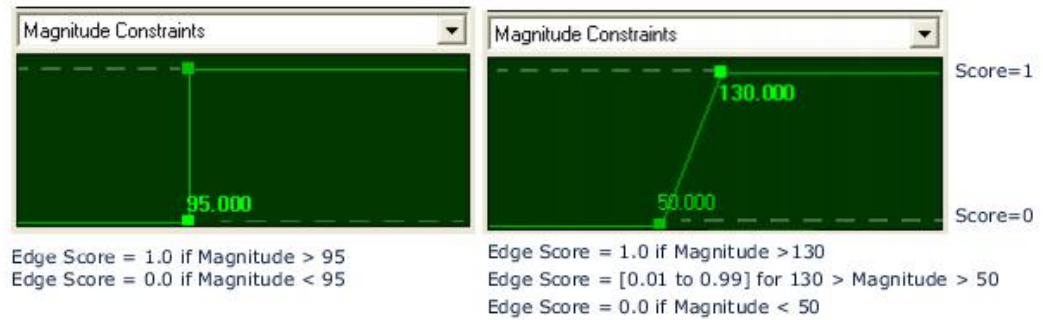 Magnitude Constraints
95.000
Edge Score = 1.0 if Magnitude > 95
Edge Score = 0.0 if Magnitude < 95
Magnitude Constraints
Score=1
130.000
50.000
Score=0
Edge Score = 1.0 if Magnitude >130
Edge Score = [0.01 to 0.99] for 130 > Magnitude > 50
Edge Score = 0.0 if Magnitude < 50